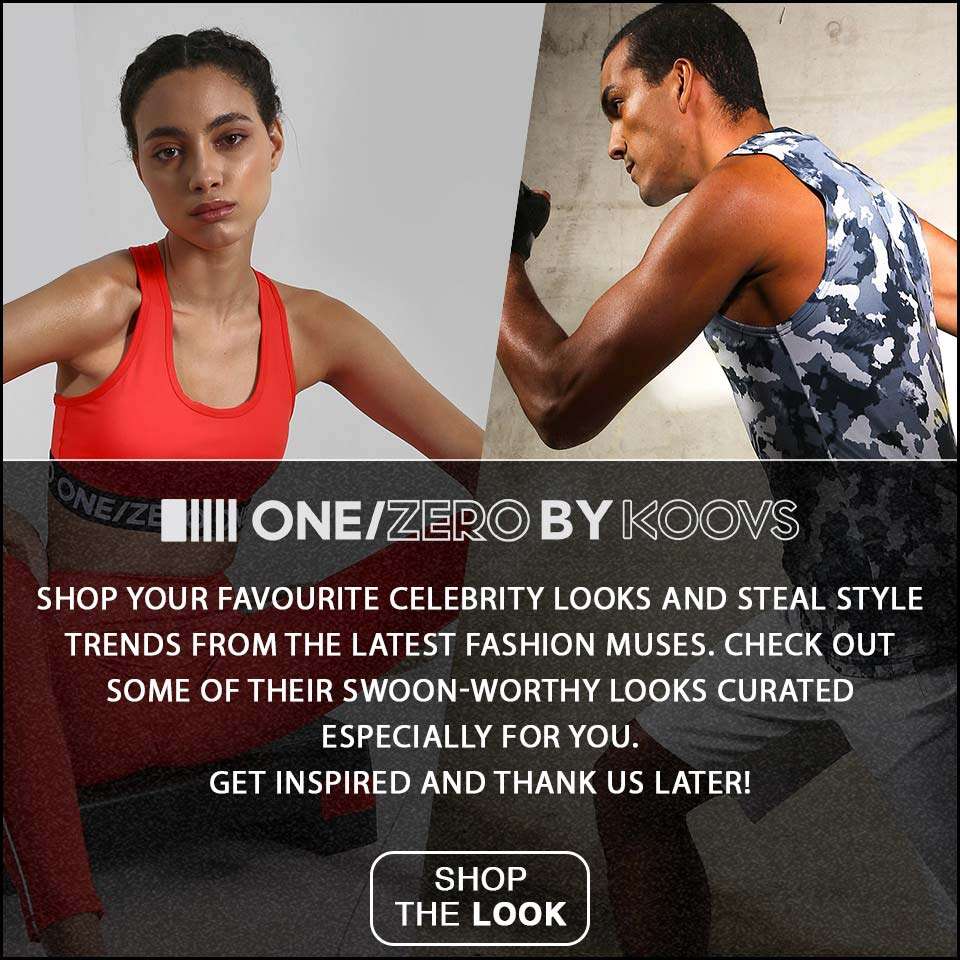 ONE/ZE
ONE/ZERO BY KOOVS
SHOP YOUR FAVOURITE CELEBRITY LOOKS AND STEAL STYLE
TRENDS FROM THE LATEST FASHION MUSES. CHECK OUT
SOME OF THEIR SWOON-WORTHY LOOKS CURATED
ESPECIALLY FOR YOU.
GET INSPIRED AND THANK US LATER!
SHOP
THE LOOK